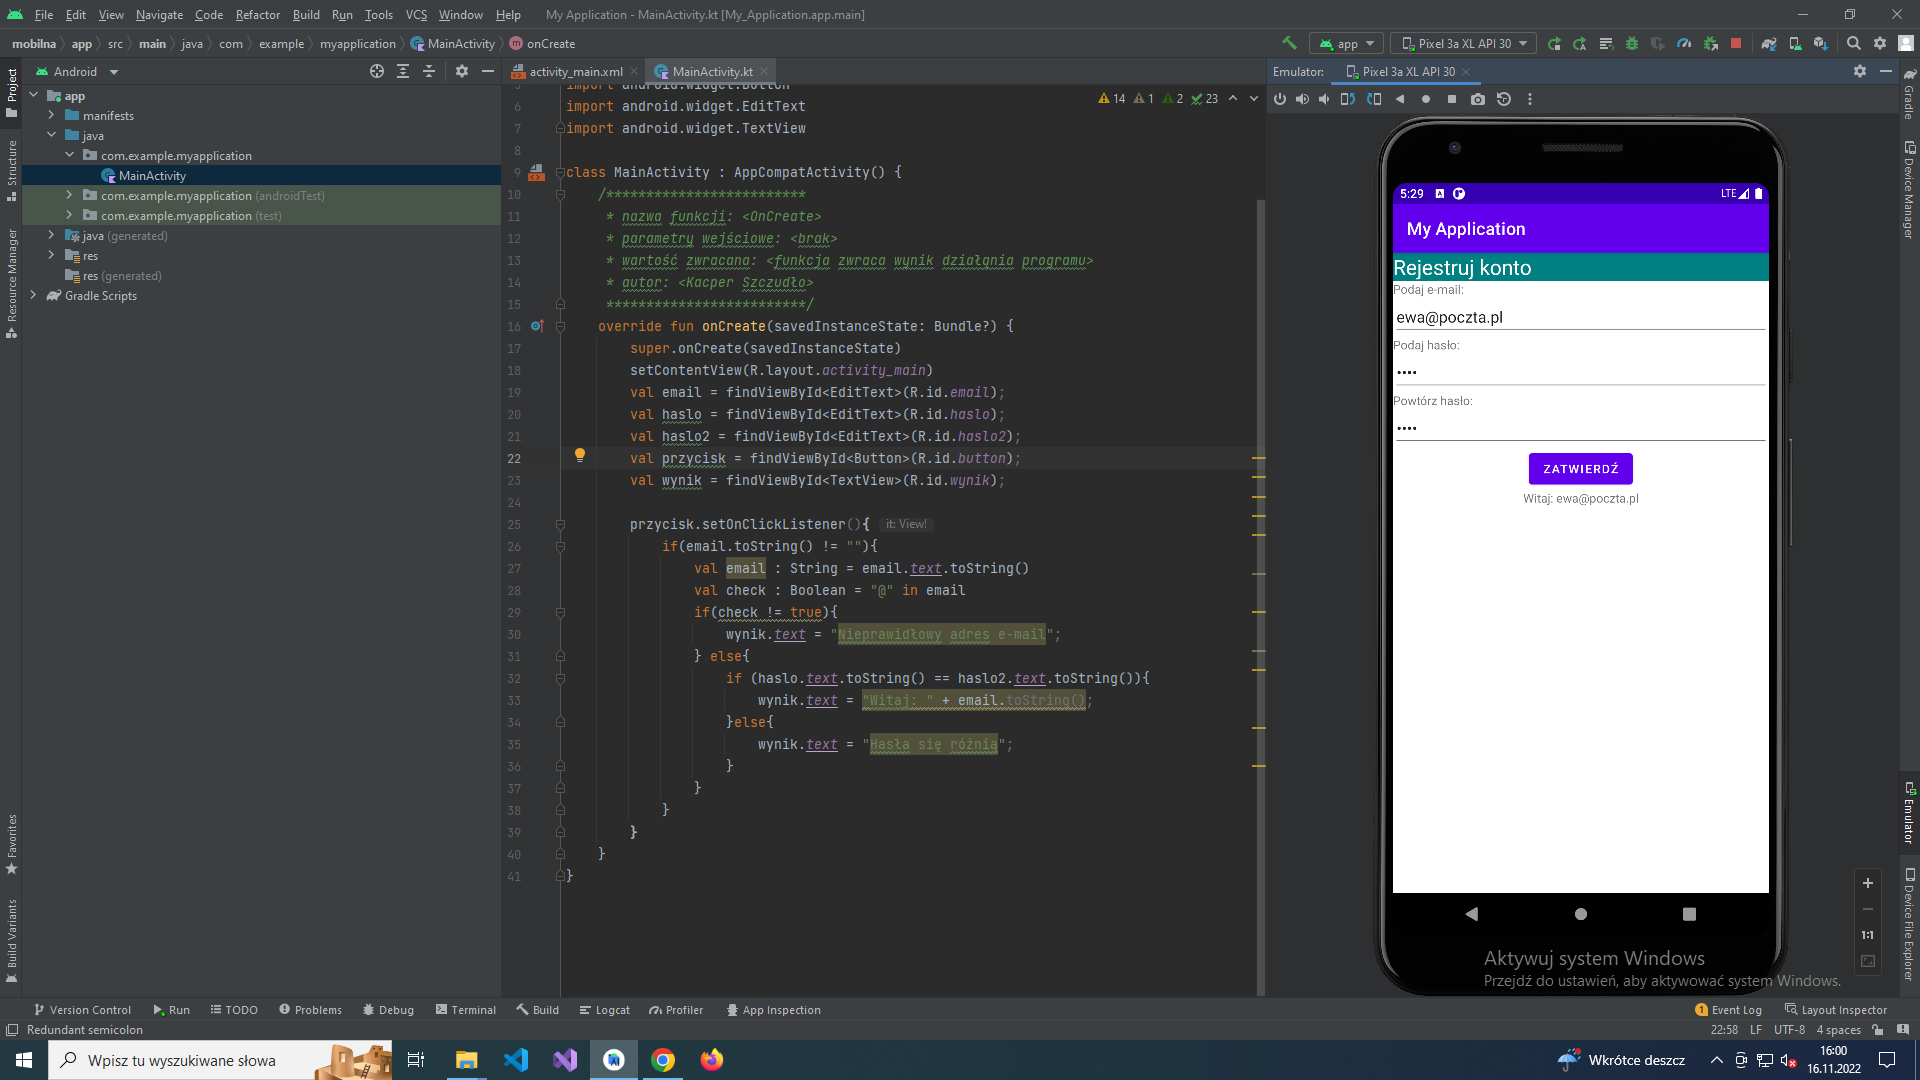 File Edit View Navigate Code Refactor Build Run Tools VCS Window Help My Application - MainActivity.kt [My_Application.app.main]
mobilna app src main java com example myapplication MainActivity onCreate
app Pixel 3a XL API 30
Project
Structure
Resource Manager
Favorites
Build Variants
Android
app
manifests
java
com.example.myapplication
MainActivity
com.example.myapplication (androidTest)
com.example.myapplication (test)
java (generated)
res
res (generated)
Gradle Scripts
activity_main.xml MainActivity.kt
14 1 2 23
5 import android.widget.Button
6 import android.widget.EditText
7 import android.widget.TextView
8
9 class MainActivity : AppCompatActivity() {
10 /*************************
11 * nazwa funkcji: <OnCreate>
12 * parametry wejściowe: <brak>
13 * wartość zwracana: <funkcja zwraca wynik działąnia programu>
14 * autor: <Kacper Szczudło>
15 *************************/
16 override fun onCreate(savedInstanceState: Bundle?) {
17 super.onCreate(savedInstanceState)
18 setContentView(R.layout.activity_main)
19 val email = findViewById<EditText>(R.id.email);
20 val haslo = findViewById<EditText>(R.id.haslo);
21 val haslo2 = findViewById<EditText>(R.id.haslo2);
22 val przycisk = findViewById<Button>(R.id.button);
23 val wynik = findViewById<TextView>(R.id.wynik);
24
25 przycisk.setOnClickListener(){ it: View!
26 if(email.toString() != ""){
27 val email : String = email.text.toString()
28 val check : Boolean = "@" in email
29 if(check != true){
30 wynik.text = "Nieprawidłowy adres e-mail";
31 } else{
32 if (haslo.text.toString() == haslo2.text.toString()){
33 wynik.text = "Witaj: " + email.toString();
34 }else{
35 wynik.text = "Hasła się różnią";
36 }
37 }
38 }
39 }
40 }
41 }
Emulator: Pixel 3a XL API 30
5:29 LTE
My Application
Rejestruj konto
Podaj e-mail:
ewa@poczta.pl
Podaj hasło:
••••
Powtórz hasło:
••••
ZATWIERDŹ
Witaj: ewa@poczta.pl
1:1
Aktywuj system Windows
Przejdź do ustawień, aby aktywować system Windows.
Gradle
Device Manager
Emulator
Device File Explorer
Version Control Run TODO Problems Debug Terminal Build Logcat Profiler App Inspection
1 Event Log Layout Inspector
Redundant semicolon
22:58 LF UTF-8 4 spaces
Wpisz tu wyszukiwane słowa
Wkrótce deszcz
16:00
16.11.2022